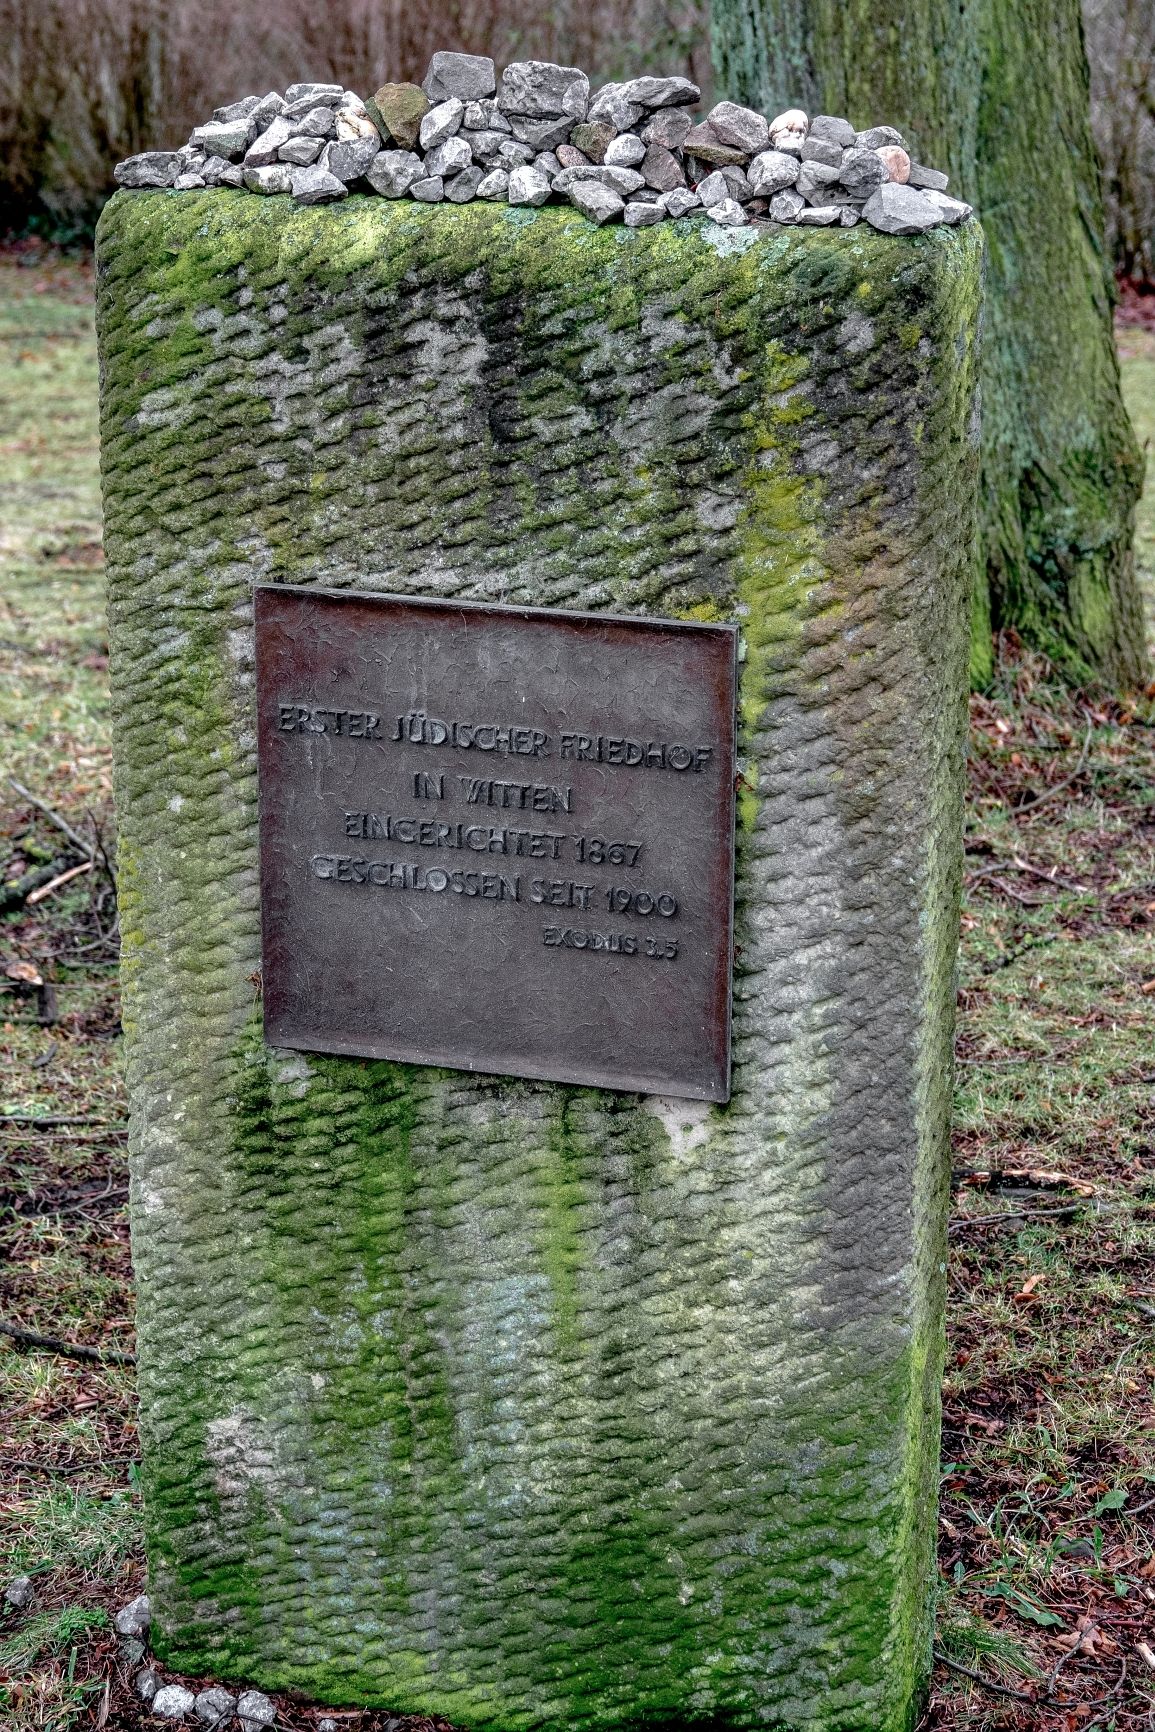 ERSTER JÜDISCHER FRIEDHOF
IN WITTEN
EINGERICHTET 1867
GESCHLOSSEN SEIT 1900
EXODUS 3,5